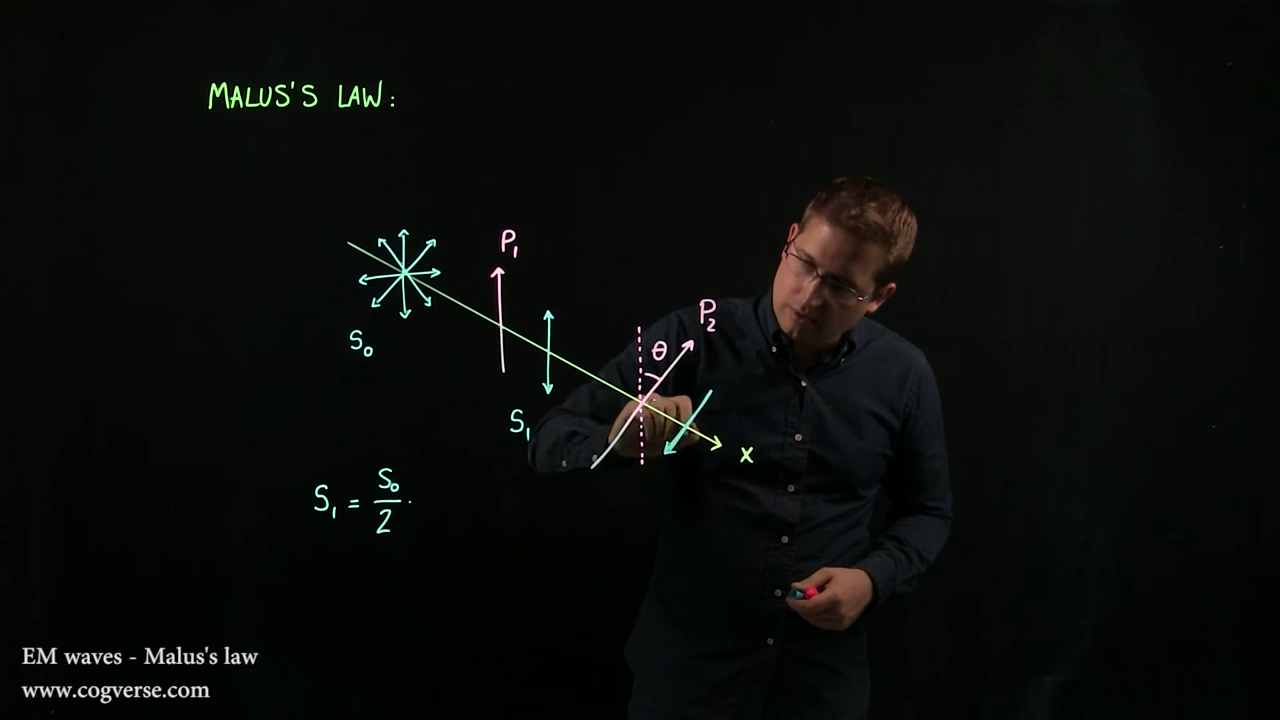 MALUS'S LAW:
P₁
P₂
θ
S₀
S₁
x
S₁ = S₀/2
EM waves - Malus's law
www.cogverse.com